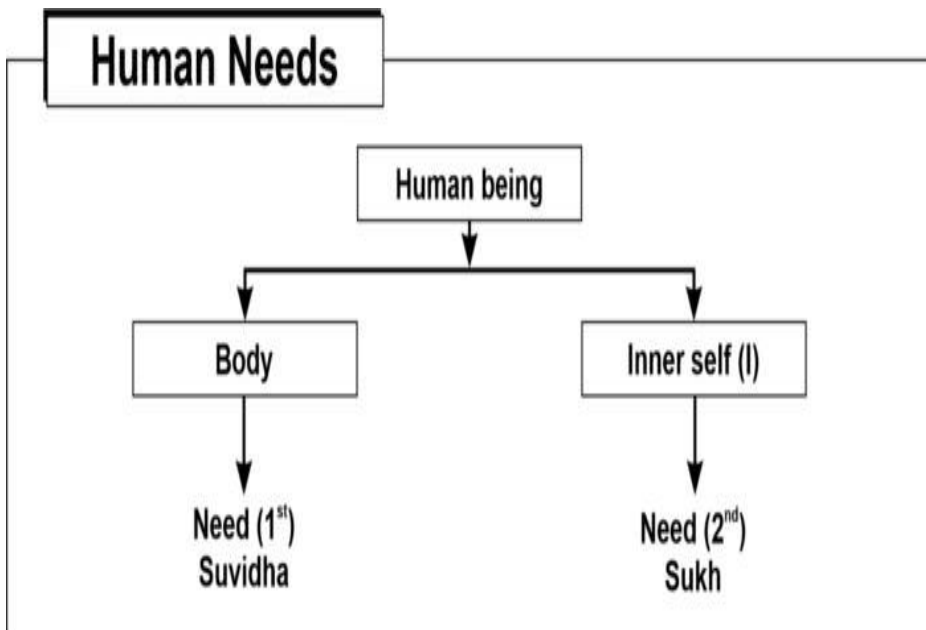 Human Needs
Human being
Body
Inner self (I)
Need (1st)
Suvidha
Need (2nd)
Sukh